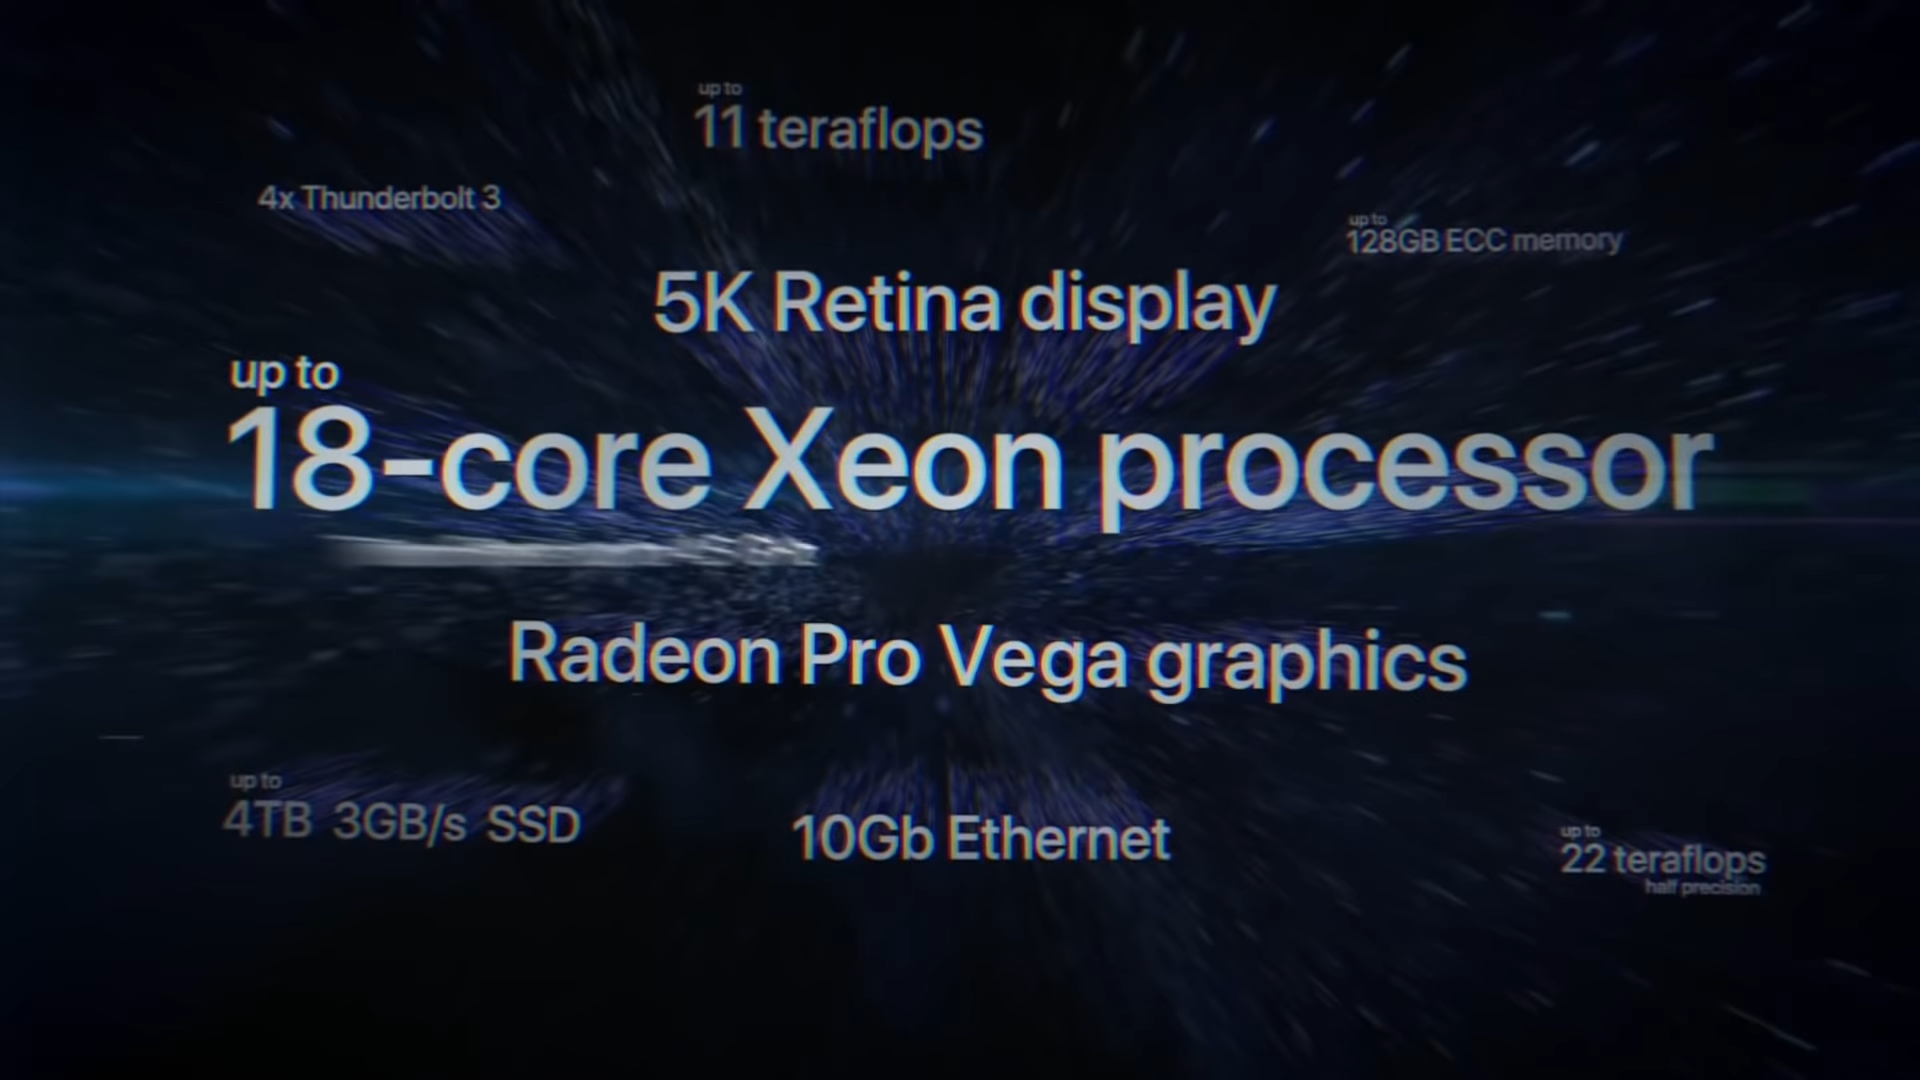 up to
11 teraflops
4x Thunderbolt 3
up to
128GB ECC memory
5K Retina display
up to
18-core Xeon processor
Radeon Pro Vega graphics
up to
4TB 3GB/s SSD
10Gb Ethernet
up to
22 teraflops
half precision